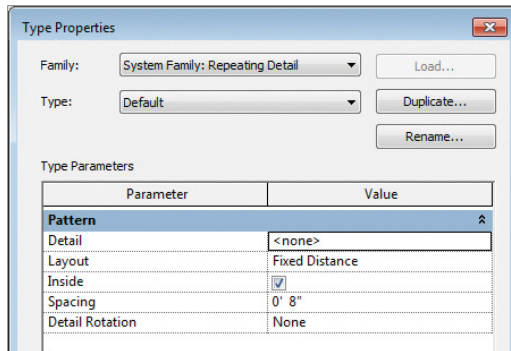 Type Properties
Family: System Family: Repeating Detail Load...
Type: Default Duplicate...
Rename...
Type Parameters
Parameter Value
Pattern
Detail <none>
Layout Fixed Distance
Inside
Spacing 0' 8"
Detail Rotation None